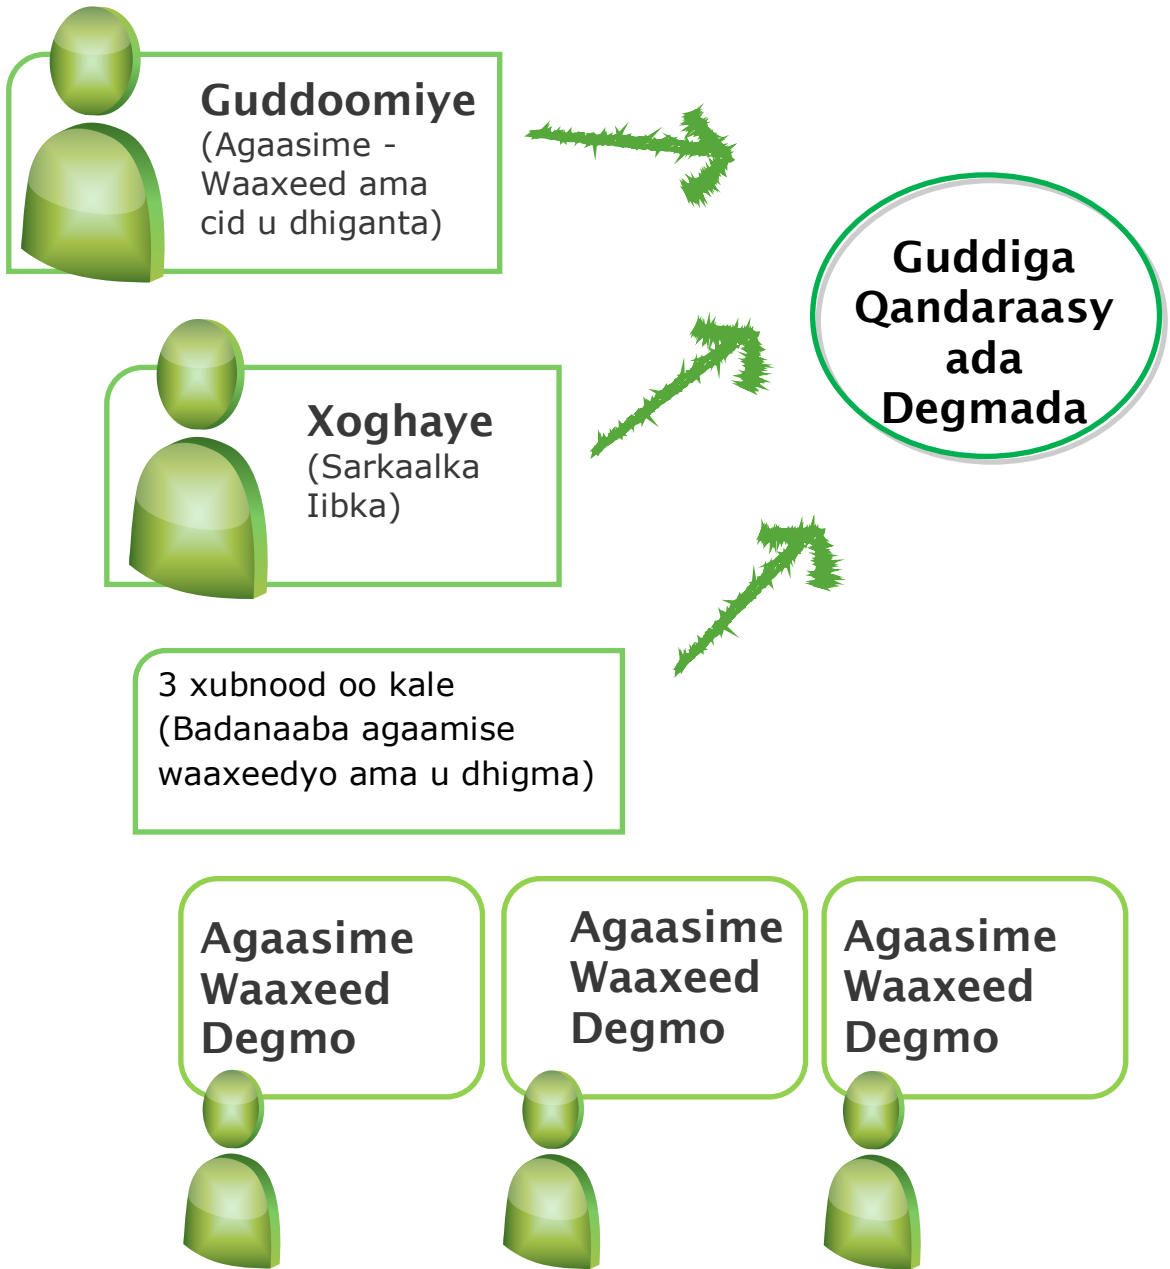 Guddoomiye
(Agaasime -
Waaxeed ama
cid u dhiganta)
Guddiga
Qandaraasy
ada
Degmada
Xoghaye
(Sarkaalka
Iibka)
3 xubnood oo kale
(Badanaaba agaamise
waaxeedyo ama u dhigma)
Agaasime
Waaxeed
Degmo
Agaasime
Waaxeed
Degmo
Agaasime
Waaxeed
Degmo